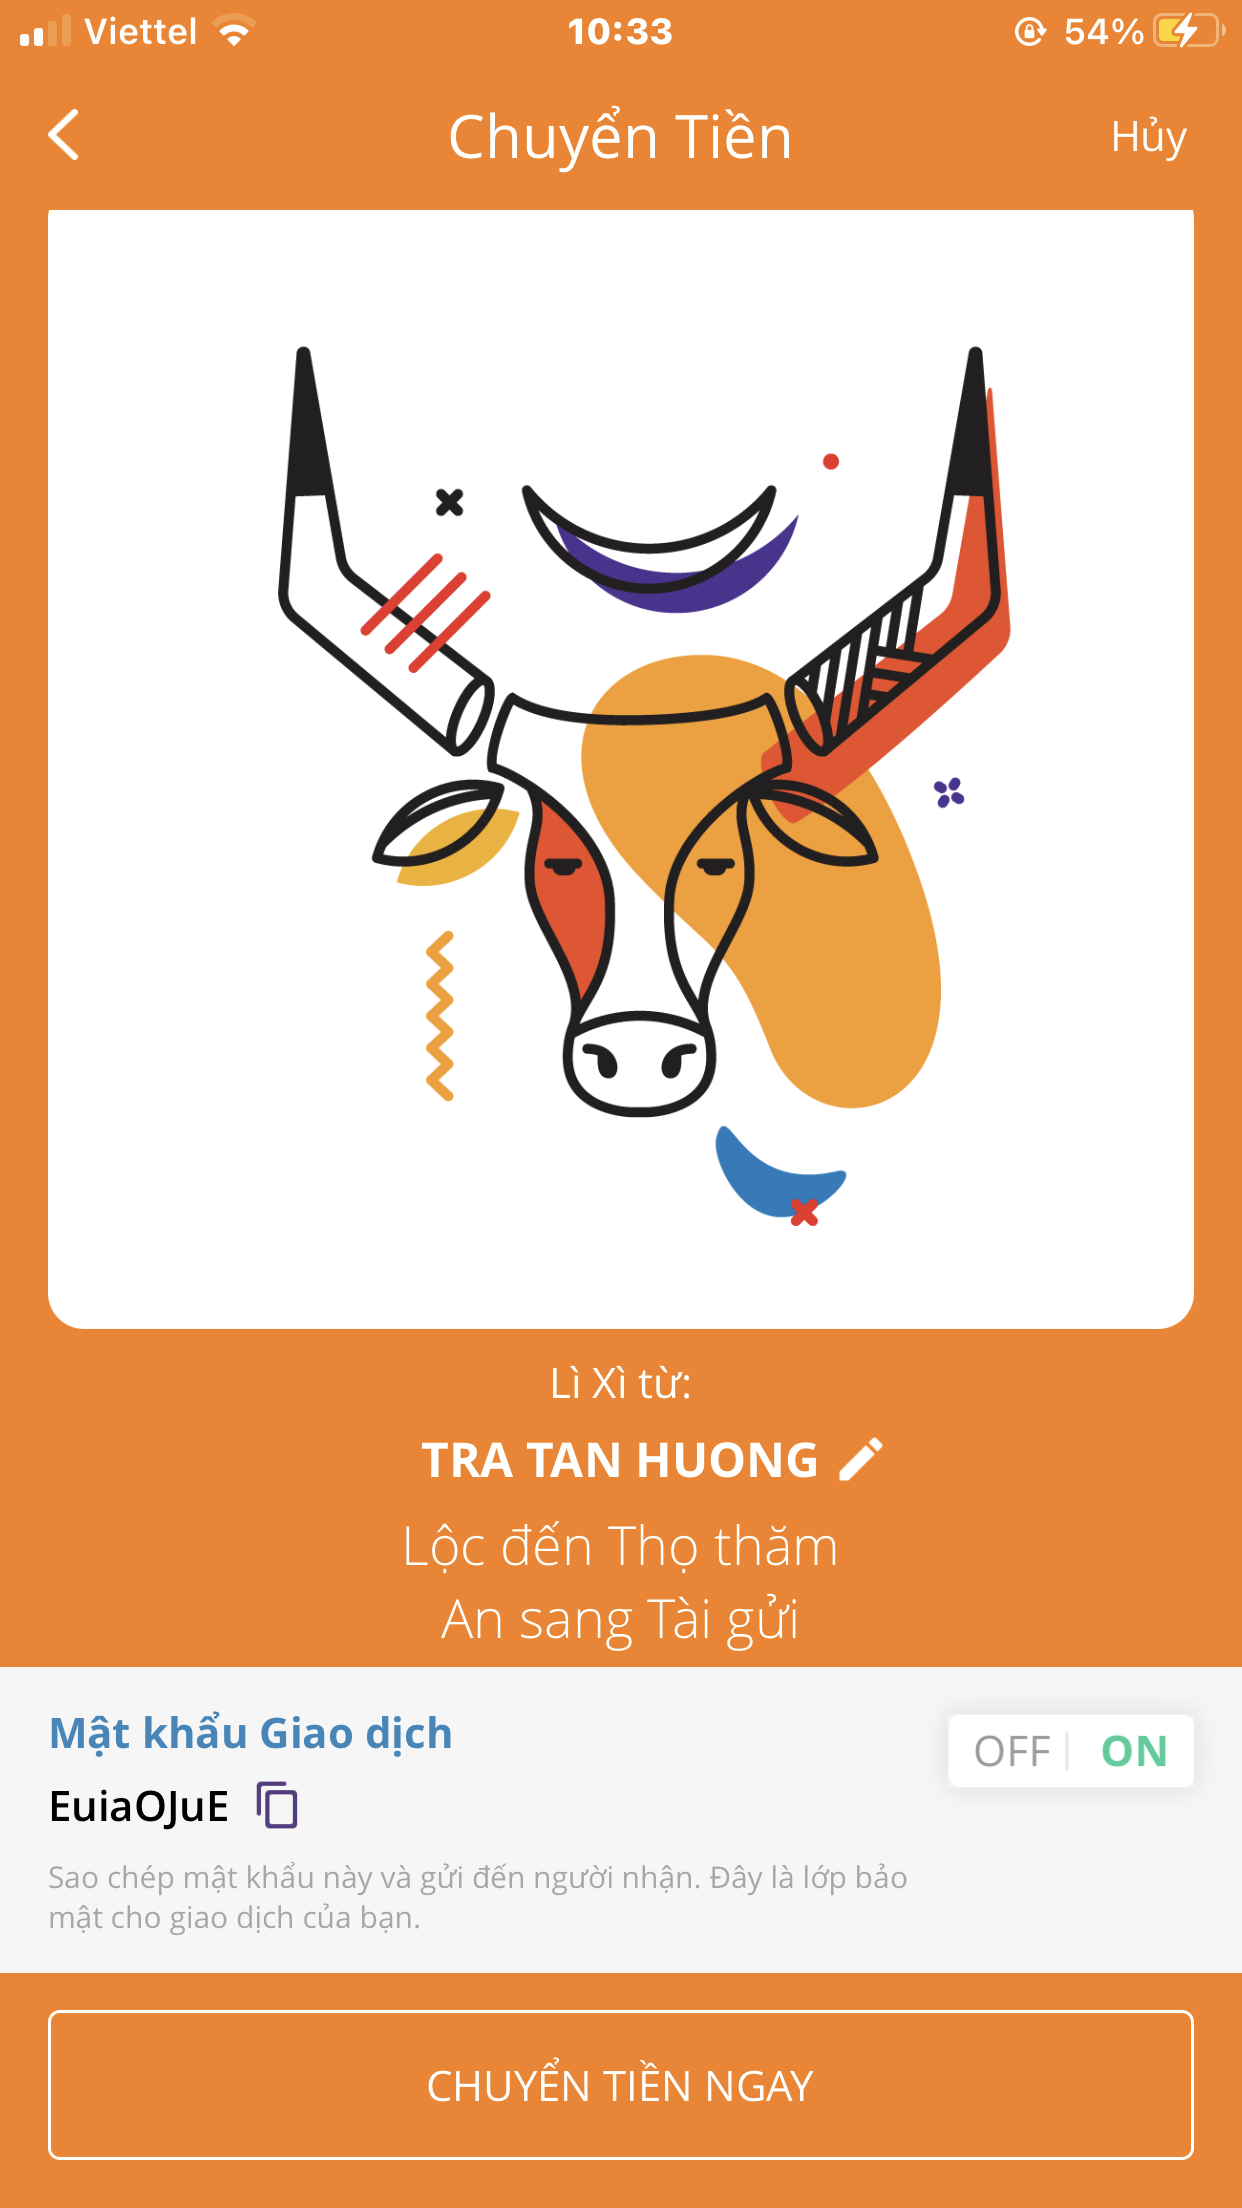 Viettel 10:33 54%
Chuyển Tiền
Hủy
Lì Xì từ:
TRA TAN HUONG
Lộc đến Thọ thăm
An sang Tài gửi
Mật khẩu Giao dịch
OFF ON
EuiaOJuE
Sao chép mật khẩu này và gửi đến người nhận. Đây là lớp bảo
mật cho giao dịch của bạn.
CHUYỂN TIỀN NGAY